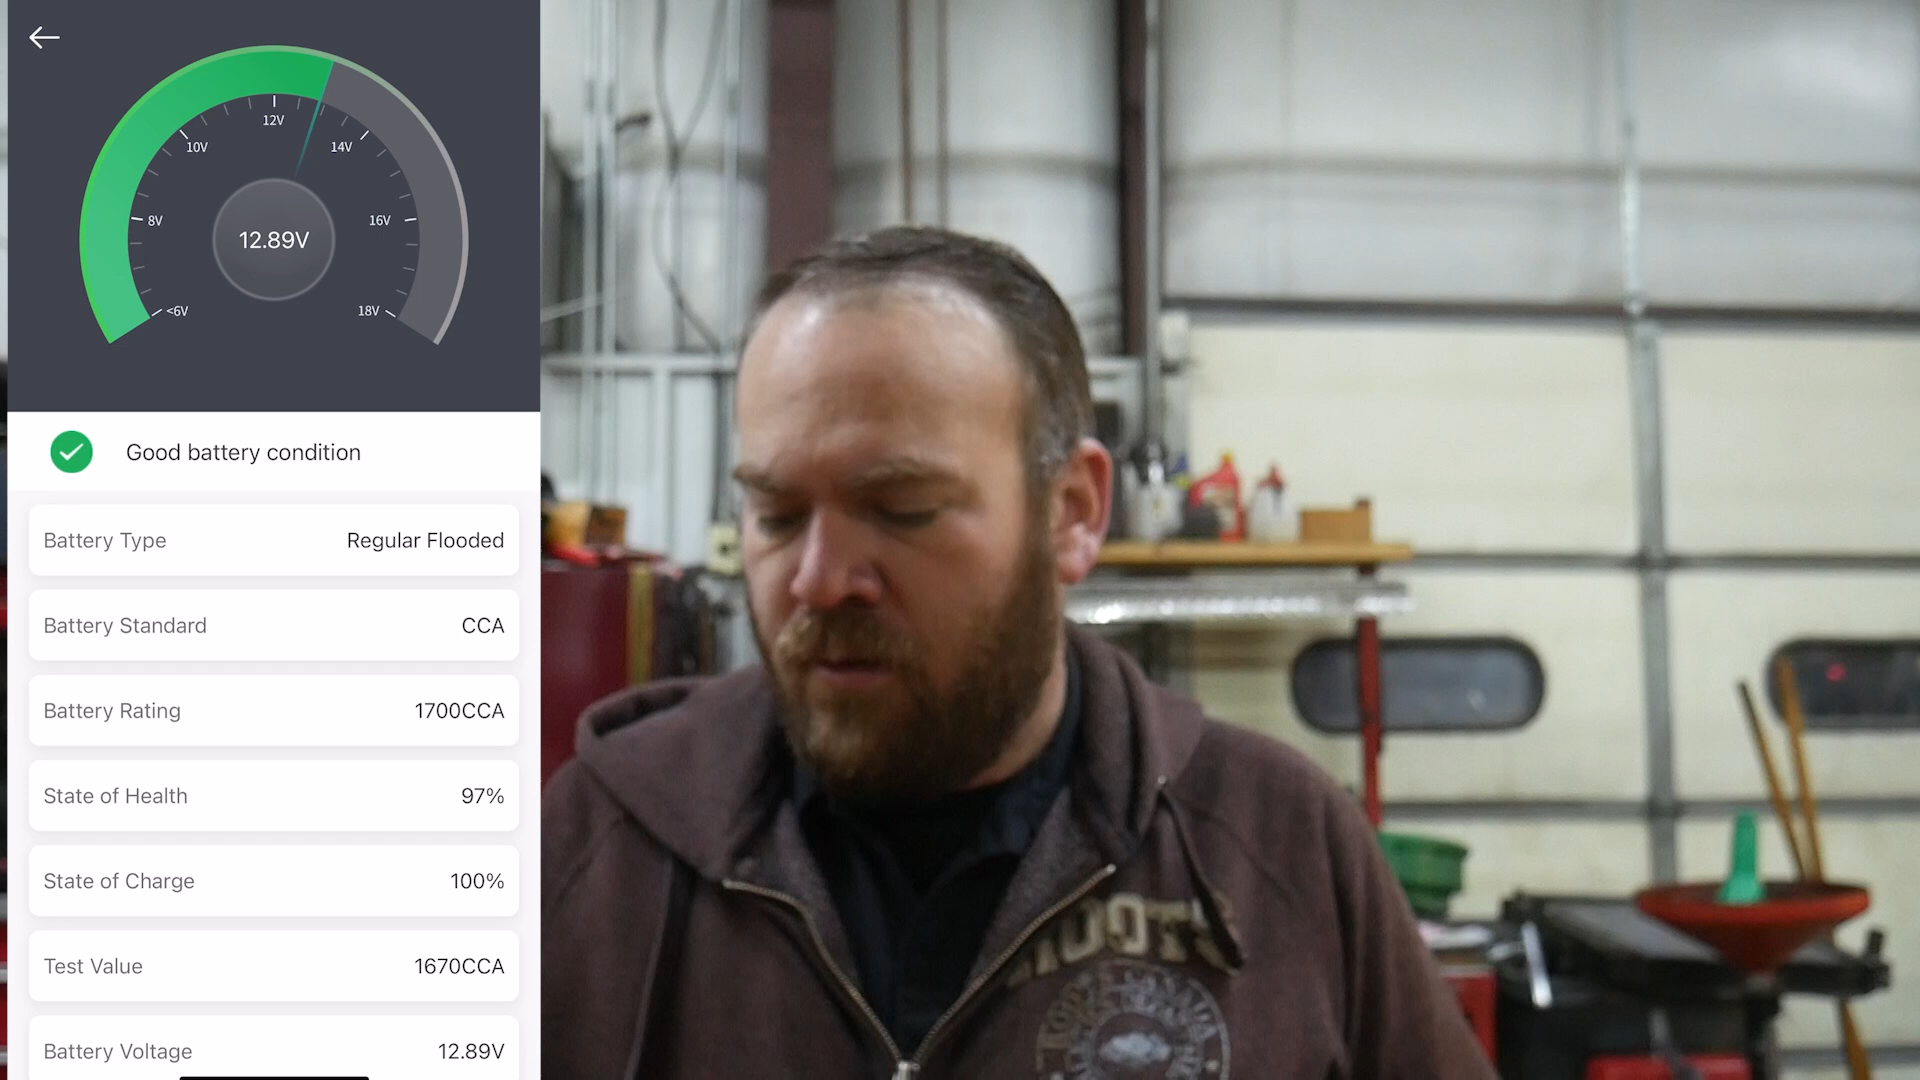 12V
10V
14V
8V
16V
12.89V
<6V
18V
Good battery condition
Battery Type Regular Flooded
Battery Standard CCA
Battery Rating 1700CCA
State of Health 97%
State of Charge 100%
Test Value 1670CCA
Battery Voltage 12.89V
ROOTS